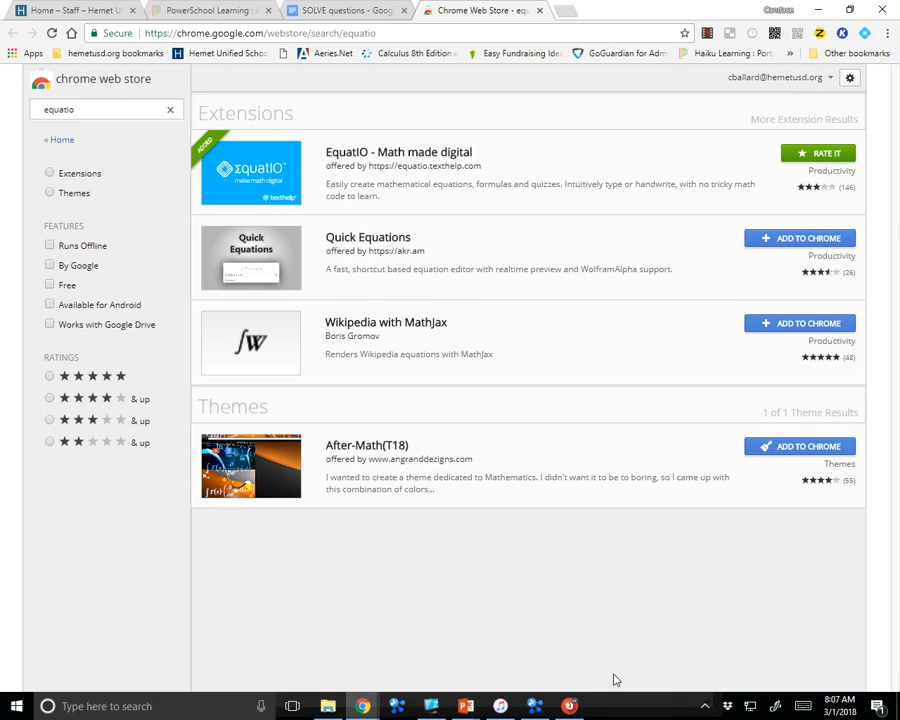 Home – Staff – Hemet U
PowerSchool Learning : A
SOLVE questions - Googl
Chrome Web Store - equ
Candace
Secure
https://chrome.google.com/webstore/search/equatio
Apps
hemetusd.org bookmarks
Hemet Unified Schoo
Aeries.Net
Calculus 8th Edition
Easy Fundraising Idea
GoGuardian for Adm
Haiku Learning : Port
»
Other bookmarks
chrome web store
cballard@hemetusd.org
equatio
< Home
Extensions
Themes
FEATURES
Runs Offline
By Google
Free
Available for Android
Works with Google Drive
RATINGS
& up
& up
& up
Extensions
More Extension Results
ADDED
EquatIO™
make math digital
texthelp
EquatIO - Math made digital
offered by https://equatio.texthelp.com
Easily create mathematical equations, formulas and quizzes. Intuitively type or handwrite, with no tricky math
code to learn.
RATE IT
Productivity
(146)
Quick
Equations
Quick Equations
offered by https://akr.am
A fast, shortcut based equation editor with realtime preview and WolframAlpha support.
ADD TO CHROME
Productivity
(26)
∫W
Wikipedia with MathJax
Boris Gromov
Renders Wikipedia equations with MathJax
ADD TO CHROME
Productivity
(48)
Themes
1 of 1 Theme Results
After-Math(T18)
offered by www.angranddezigns.com
I wanted to create a theme dedicated to Mathematics. I didn't want it to be to boring, so I came up with
this combination of colors...
ADD TO CHROME
Themes
(55)
Type here to search
8:07 AM
3/1/2018